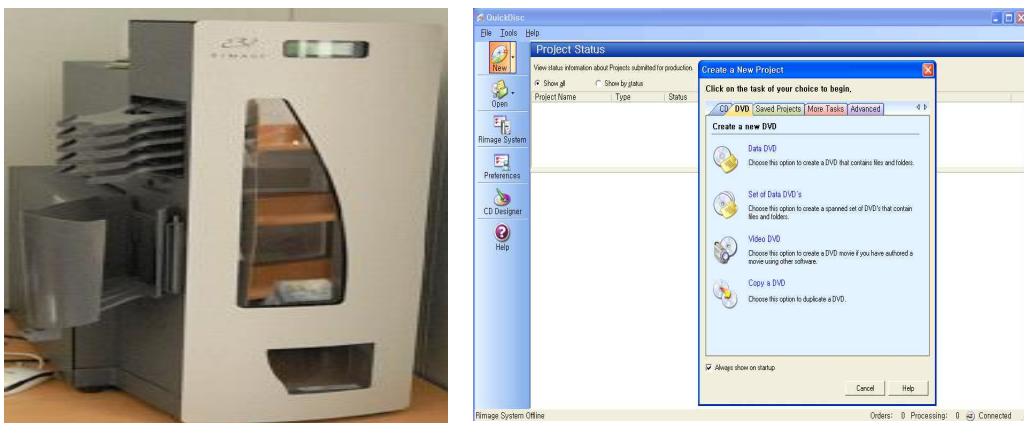 RIMAGE
QuickDisc
File Tools Help
New
Open
Rimage System
Preferences
CD Designer
Help
Project Status
View status information about Projects submitted for production.
Show all Show by status
Project Name Type Status
Create a New Project
Click on the task of your choice to begin,
CD DVD Saved Projects More Tasks Advanced
Create a new DVD
Data DVD
Choose this option to create a DVD that contains files and folders.
Set of Data DVD's
Choose this option to create a spanned set of DVD's that contain
files and folders.
Video DVD
Choose this option to create a DVD movie if you have authored a
movie using other software.
Copy a DVD
Choose this option to duplicate a DVD.
Always show on startup
Cancel Help
Rimage System Offline
Orders: 0 Processing: 0 Connected